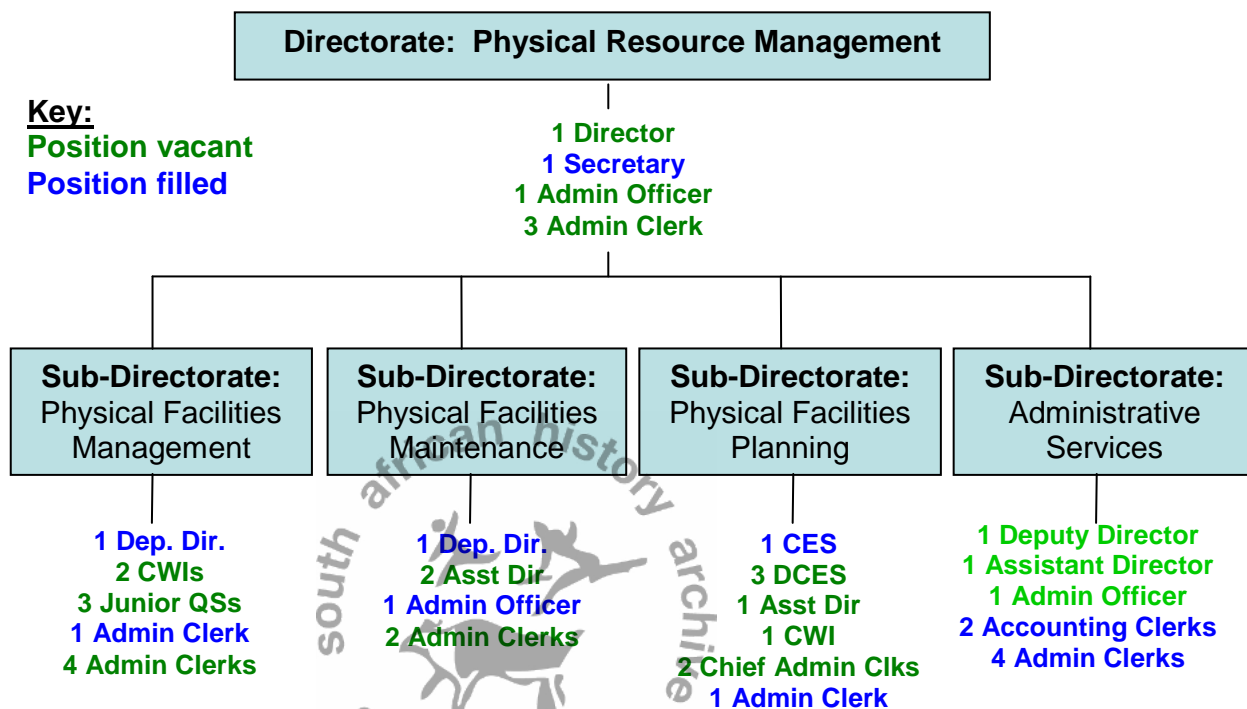 Directorate: Physical Resource Management
Key:
Position vacant
Position filled
1 Director
1 Secretary
1 Admin Officer
3 Admin Clerk
Sub-Directorate:
Physical Facilities
Management
1 Dep. Dir.
2 CWIs
3 Junior QSs
1 Admin Clerk
4 Admin Clerks
Sub-Directorate:
Physical Facilities
Maintenance
1 Dep. Dir.
2 Asst Dir
1 Admin Officer
2 Admin Clerks
Sub-Directorate:
Physical Facilities
Planning
1 CES
3 DCES
1 Asst Dir
1 CWI
2 Chief Admin Clks
1 Admin Clerk
Sub-Directorate:
Administrative
Services
1 Deputy Director
1 Assistant Director
1 Admin Officer
2 Accounting Clerks
4 Admin Clerks
south african history archive